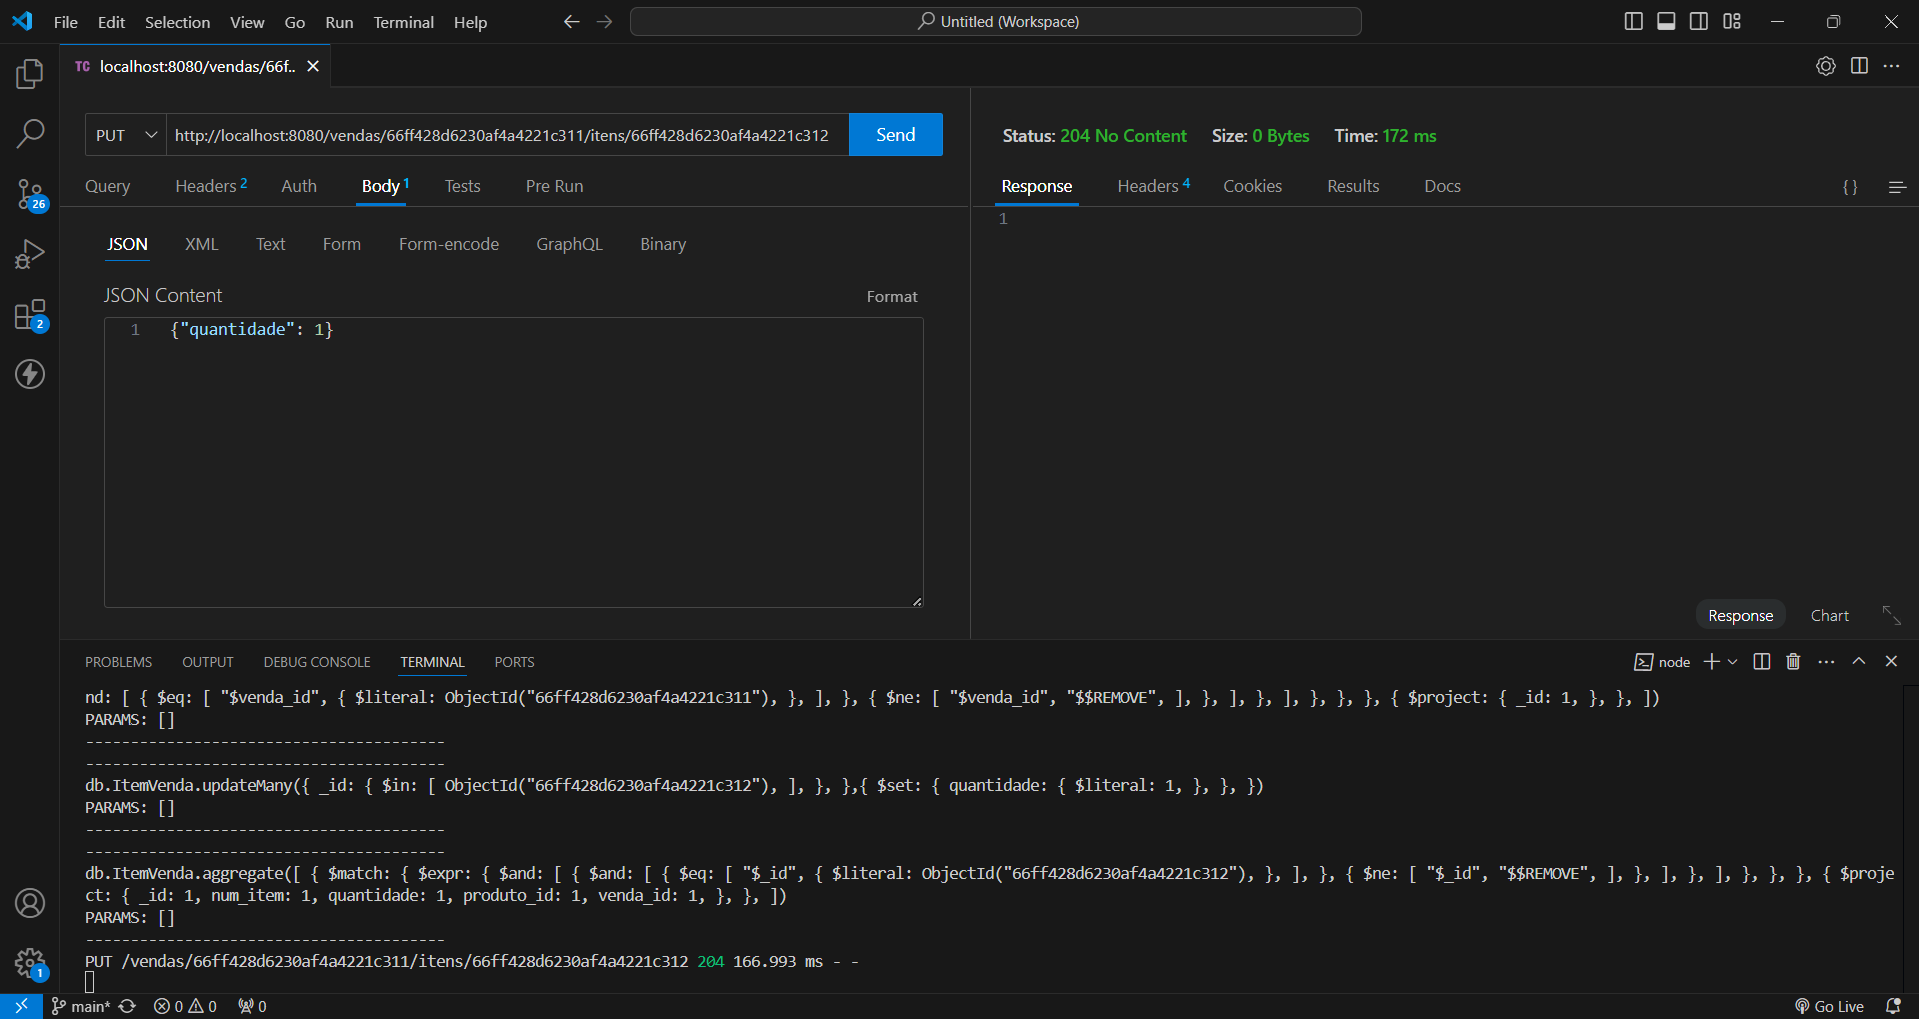 File Edit Selection View Go Run Terminal Help Untitled (Workspace)
TC localhost:8080/vendas/66f..
PUT http://localhost:8080/vendas/66ff428d6230af4a4221c311/itens/66ff428d6230af4a4221c312 Send
Status: 204 No Content Size: 0 Bytes Time: 172 ms
Query Headers 2 Auth Body 1 Tests Pre Run
Response Headers 4 Cookies Results Docs {}
1
26
JSON XML Text Form Form-encode GraphQL Binary
JSON Content Format
1 {"quantidade": 1}
2
Response Chart
PROBLEMS OUTPUT DEBUG CONSOLE TERMINAL PORTS node
nd: [ { $eq: [ "$venda_id", { $literal: ObjectId("66ff428d6230af4a4221c311"), }, ], }, { $ne: [ "$venda_id", "$$REMOVE", ], }, ], }, ], }, }, }, { $project: { _id: 1, }, }, ])
PARAMS: []
----------------------------------------
----------------------------------------
db.ItemVenda.updateMany({ _id: { $in: [ ObjectId("66ff428d6230af4a4221c312"), ], }, },{ $set: { quantidade: { $literal: 1, }, }, })
PARAMS: []
----------------------------------------
----------------------------------------
db.ItemVenda.aggregate([ { $match: { $expr: { $and: [ { $and: [ { $eq: [ "$_id", { $literal: ObjectId("66ff428d6230af4a4221c312"), }, ], }, { $ne: [ "$_id", "$$REMOVE", ], }, ], }, ], }, }, }, { $proje
ct: { _id: 1, num_item: 1, quantidade: 1, produto_id: 1, venda_id: 1, }, }, ])
PARAMS: []
----------------------------------------
PUT /vendas/66ff428d6230af4a4221c311/itens/66ff428d6230af4a4221c312 204 166.993 ms - -
1
main* 0 0 0 Go Live